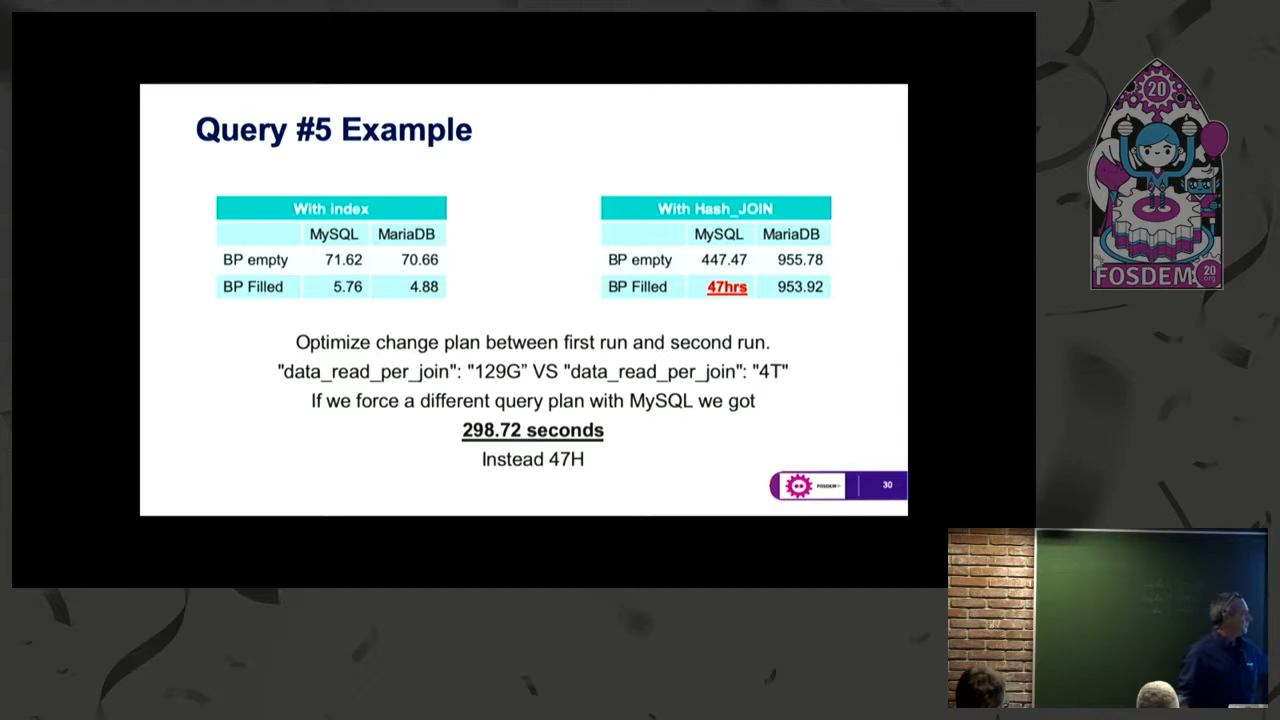 Query #5 Example
With index
MySQL MariaDB
BP empty 71.62 70.66
BP Filled 5.76 4.88
With Hash_JOIN
MySQL MariaDB
BP empty 447.47 955.78
BP Filled 47hrs 953.92
Optimize change plan between first run and second run.
"data_read_per_join": "129G” VS "data_read_per_join": "4T"
If we force a different query plan with MySQL we got
298.72 seconds
Instead 47H
FOSDEM
30
20
FOSDEM
20
.org